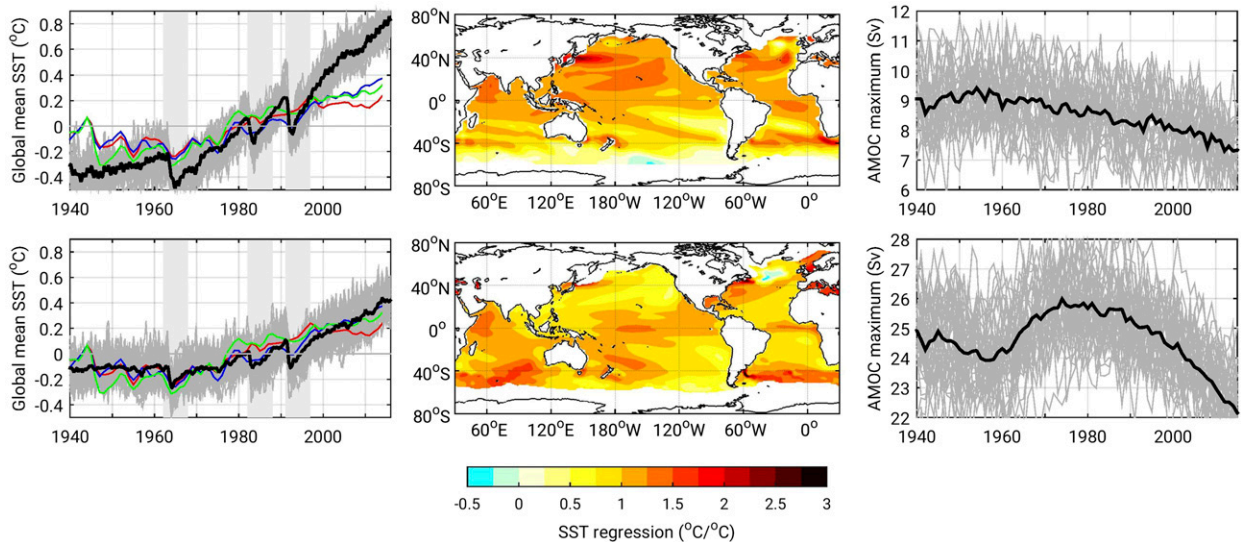 Global mean SST (°C)
0.8
0.6
0.4
0.2
0
-0.2
-0.4
1940 1960 1980 2000
80°N
40°N
0°
40°S
80°S
60°E 120°E 180°W 120°W 60°W 0°
AMOC maximum (Sv)
12
11
10
9
8
7
6
1940 1960 1980 2000
Global mean SST (°C)
0.8
0.6
0.4
0.2
0
-0.2
-0.4
1940 1960 1980 2000
80°N
40°N
0°
40°S
80°S
60°E 120°E 180°W 120°W 60°W 0°
AMOC maximum (Sv)
28
27
26
25
24
23
22
1940 1960 1980 2000
-0.5 0 0.5 1 1.5 2 2.5 3
SST regression (°C/°C)